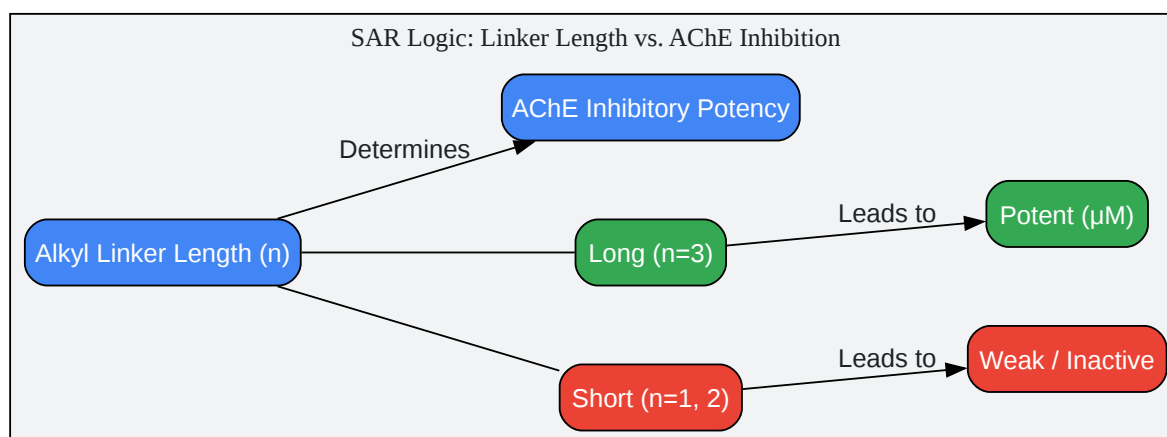 SAR Logic: Linker Length vs. AChE Inhibition
AChE Inhibitory Potency
Determines
Alkyl Linker Length (n)
Long (n=3)
Leads to
Potent (μM)
Short (n=1, 2)
Leads to
Weak / Inactive